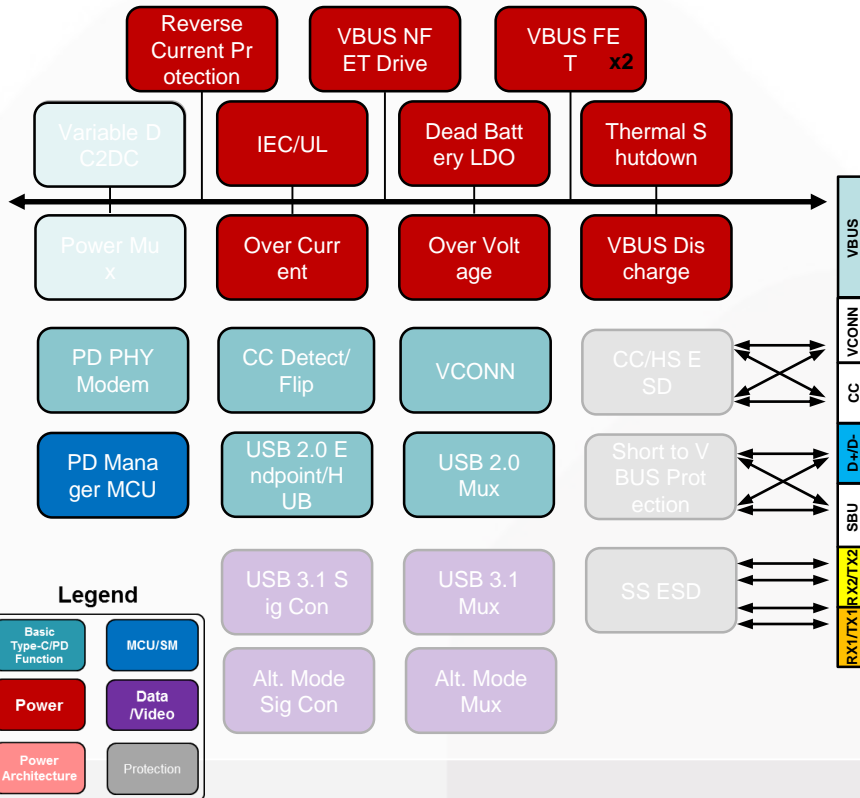 Reverse
Current Pr
otection
VBUS NF
ET Drive
VBUS FE
T x2
Variable D
C2DC
IEC/UL
Dead Batt
ery LDO
Thermal S
hutdown
Power Mu
x
Over Curr
ent
Over Volt
age
VBUS Dis
charge
PD PHY
Modem
CC Detect/
Flip
VCONN
CC/HS E
SD
PD Mana
ger MCU
USB 2.0 E
ndpoint/H
UB
USB 2.0
Mux
Short to V
BUS Prot
ection
USB 3.1 S
ig Con
USB 3.1
Mux
SS ESD
Alt. Mode
Sig Con
Alt. Mode
Mux
VBUS
VCONN
CC
D+/D-
SBU
RX2/TX2
RX1/TX1
Legend
Basic
Type-C/PD
Function
MCU/SM
Power
Data
/Video
Power
Architecture
Protection